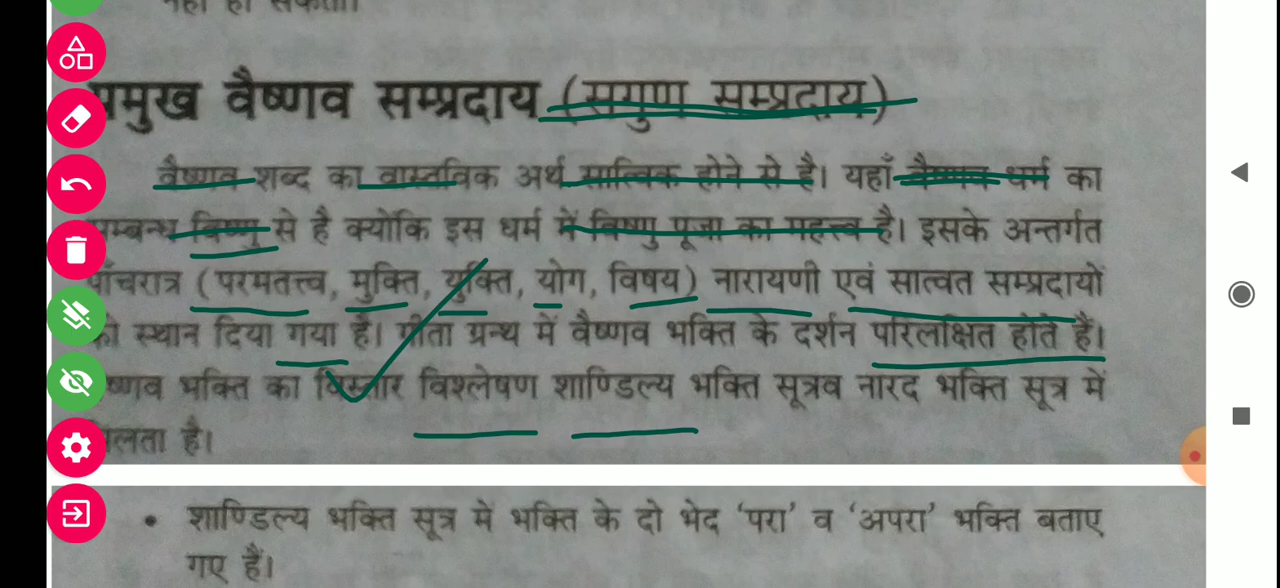 प्रमुख वैष्णव सम्प्रदाय (सगुण सम्प्रदाय)
वैष्णव शब्द का वास्तविक अर्थ सात्विक होने से है। यहाँ वैष्णव धर्म का
सम्बन्ध विष्णु से है क्योंकि इस धर्म में विष्णु पूजा का महत्त्व है। इसके अन्तर्गत
पाँचरात्र (परमतत्त्व, मुक्ति, युक्ति, योग, विषय) नारायणी एवं सात्वत सम्प्रदायों
को स्थान दिया गया है। गीता ग्रन्थ में वैष्णव भक्ति के दर्शन परिलक्षित होते हैं।
वैष्णव भक्ति का विस्तार विश्लेषण शाण्डिल्य भक्ति सूत्रव नारद भक्ति सूत्र में
मिलता है।
• शाण्डिल्य भक्ति सूत्र में भक्ति के दो भेद 'परा' व 'अपरा' भक्ति बताए
गए हैं।